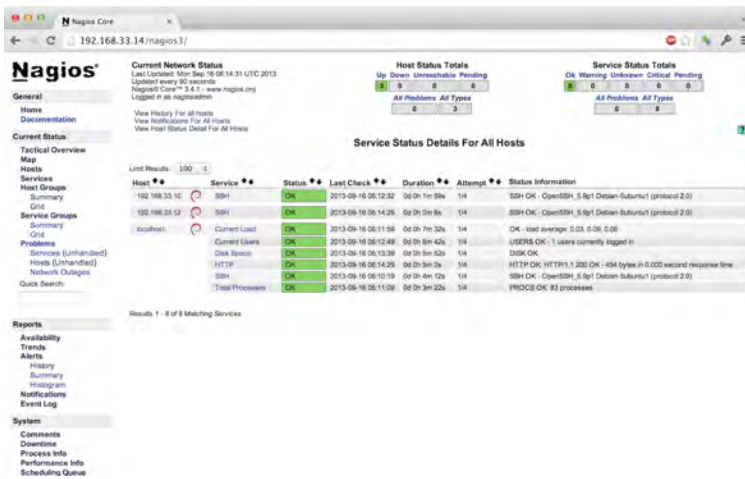 Nagios Core
192.168.33.14/nagios3/
Nagios®
General
Home
Documentation
Current Status
Tactical Overview
Map
Hosts
Services
Host Groups
Summary
Grid
Service Groups
Summary
Grid
Problems
Services (Unhandled)
Hosts (Unhandled)
Network Outages
Quick Search:
Reports
Availability
Trends
Alerts
History
Summary
Histogram
Notifications
Event Log
System
Comments
Downtime
Process Info
Performance Info
Scheduling Queue
Current Network Status
Last Updated: Mon Sep 16 06:14:31 UTC 2013
Updated every 90 seconds
Nagios® Core™ 3.4.1 - www.nagios.org
Logged in as nagiosadmin
View History For all hosts
View Notifications For All Hosts
View Host Status Detail For All Hosts
Host Status Totals
Up Down Unreachable Pending
0 0 0
All Problems All Types
0 3
Service Status Totals
Ok Warning Unknown Critical Pending
8 0 0 0 0
All Problems All Types
0 8
Service Status Details For All Hosts
Limit Results: 100
Host Service Status Last Check Duration Attempt Status Information
192.168.33.10 SSH OK 2013-09-16 06:12:32 0d 0h 1m 59s 1/4 SSH OK - OpenSSH_5.9p1 Debian-5ubuntu1 (protocol 2.0)
192.168.33.12 SSH OK 2013-09-16 06:14:25 0d 0h 5m 6s 1/4 SSH OK - OpenSSH_5.9p1 Debian-5ubuntu1 (protocol 2.0)
localhost Current Load OK 2013-09-16 06:11:59 0d 0h 7m 32s 1/4 OK - load average: 0.03, 0.09, 0.06
Current Users OK 2013-09-16 06:12:49 0d 0h 6m 42s 1/4 USERS OK - 1 users currently logged in
Disk Space OK 2013-09-16 06:13:39 0d 0h 5m 52s 1/4 DISK OK
HTTP OK 2013-09-16 06:14:29 0d 0h 5m 2s 1/4 HTTP OK: HTTP/1.1 200 OK - 454 bytes in 0.000 second response time
SSH OK 2013-09-16 06:10:19 0d 0h 4m 12s 1/4 SSH OK - OpenSSH_5.9p1 Debian-5ubuntu1 (protocol 2.0)
Total Processes OK 2013-09-16 06:11:09 0d 0h 3m 22s 1/4 PROCS OK: 83 processes
Results 1 - 8 of 8 Matching Services